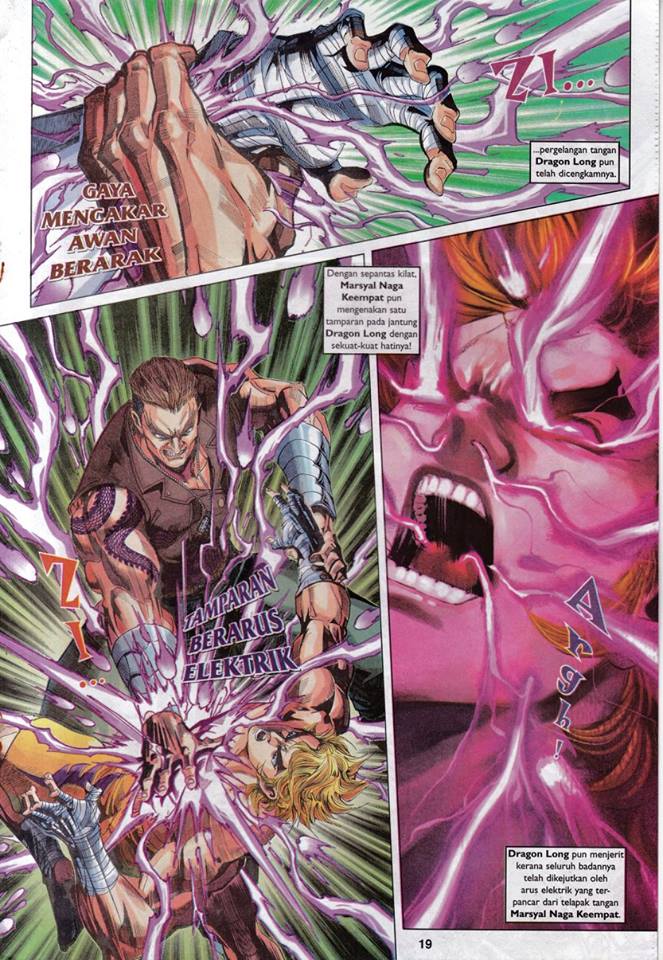 ZI...
...pergelangan tangan
Dragon Long pun
telah dicengkamnya.
GAYA
MENCAKAR
AWAN
BERARAK
Dengan sepantas kilat,
Marsyal Naga
Keempat pun
mengenakan satu
tamparan pada jantung
Dragon Long dengan
sekuat-kuat hatinya!
ZI...
TAMPARAN
BERARUS
ELEKTRIK
Argh!
Dragon Long pun menjerit
kerana seluruh badannya
telah dikejutkan oleh
arus elektrik yang ter-
pancar dari telapak tangan
Marsyal Naga Keempat.
19